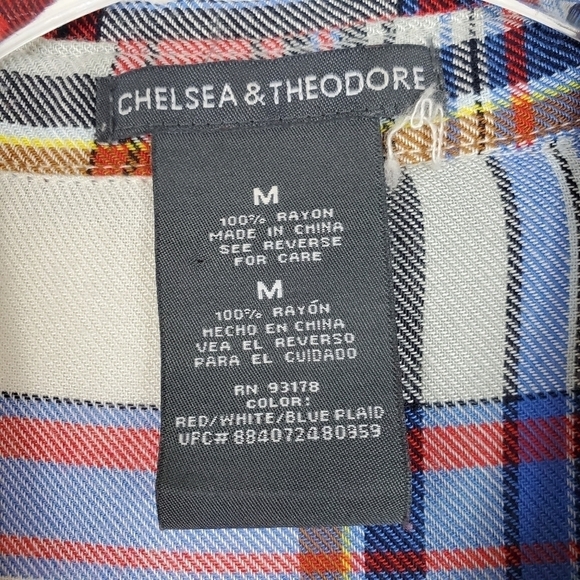 CHELSEA & THEODORE
M
100% RAYON
MADE IN CHINA
SEE REVERSE
FOR CARE
M
100% RAYÓN
HECHO EN CHINA
VEA EL REVERSO
PARA EL CUIDADO
RN 93178
COLOR:
RED/WHITE/BLUE PLAID
UPC# 884072480959